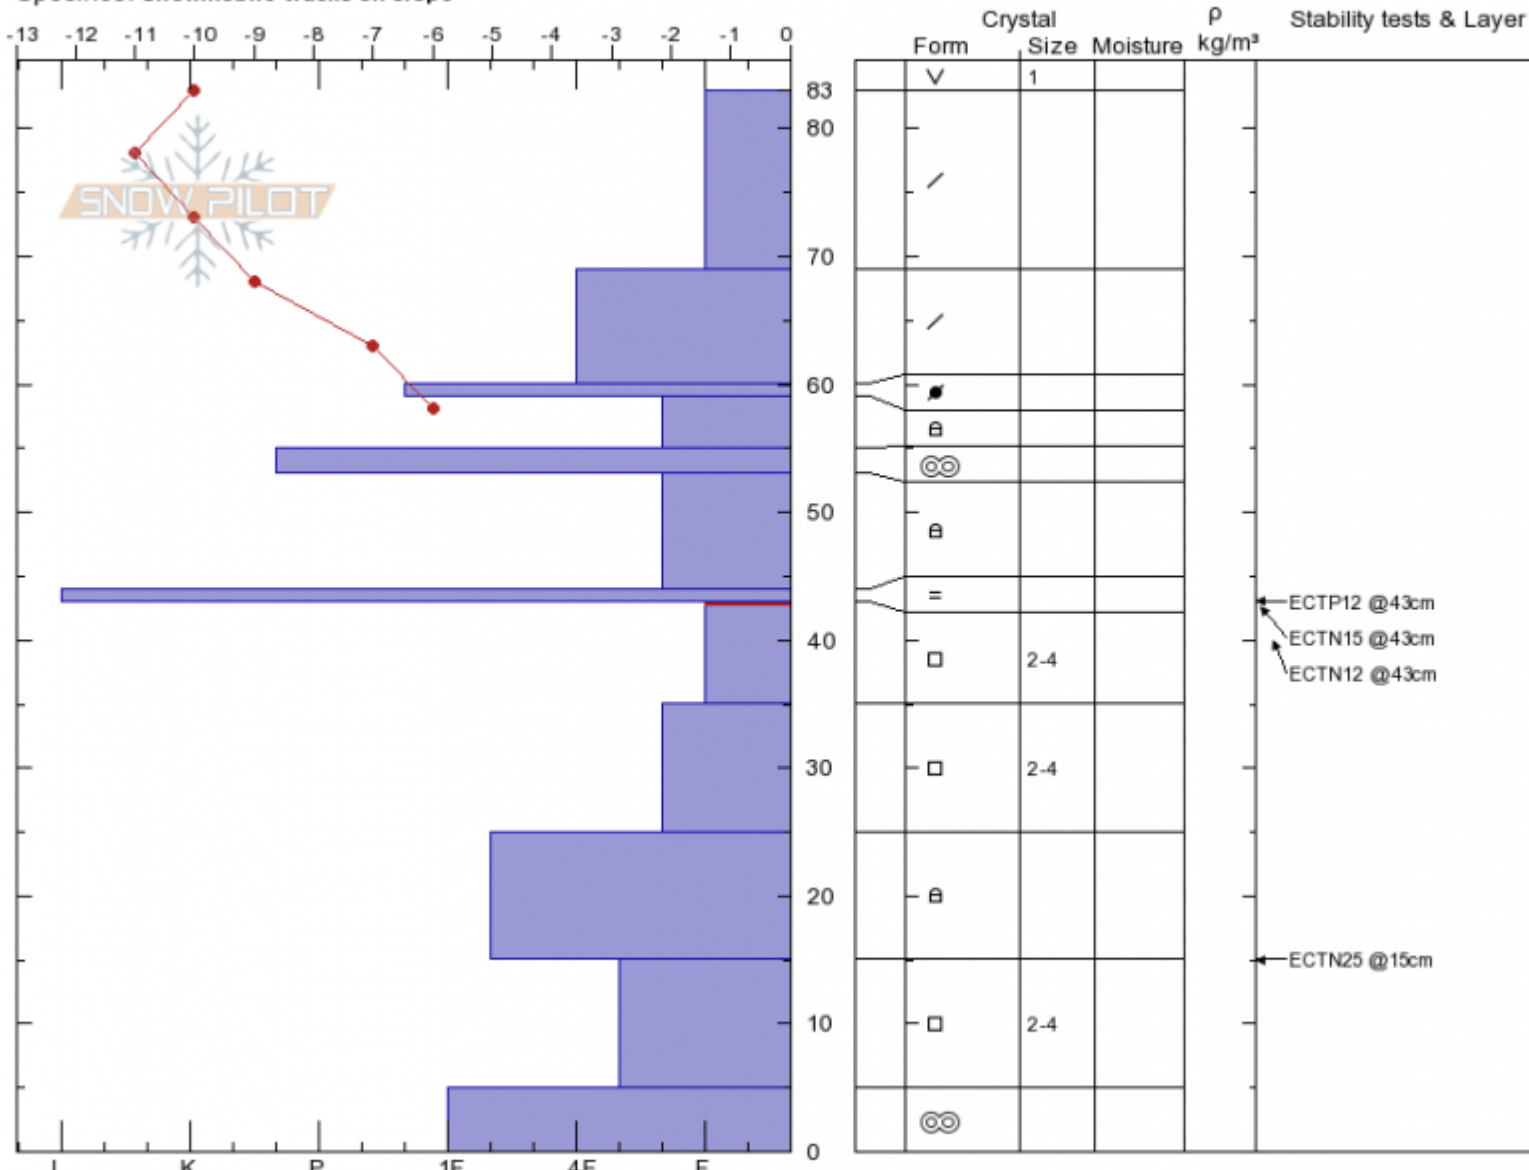 -13 -12 -11 -10 -9 -8 -7 -6 -5 -4 -3 -2 -1 0
Crystal
Form Size Moisture
ρ
kg/m³
Stability tests & Layer
SNOW PILOT
83
80
70
60
50
40
30
20
10
0
1
2-4
2-4
2-4
ECTP12 @43cm
ECTN15 @43cm
ECTN12 @43cm
ECTN25 @15cm
I K P 1F 4F F